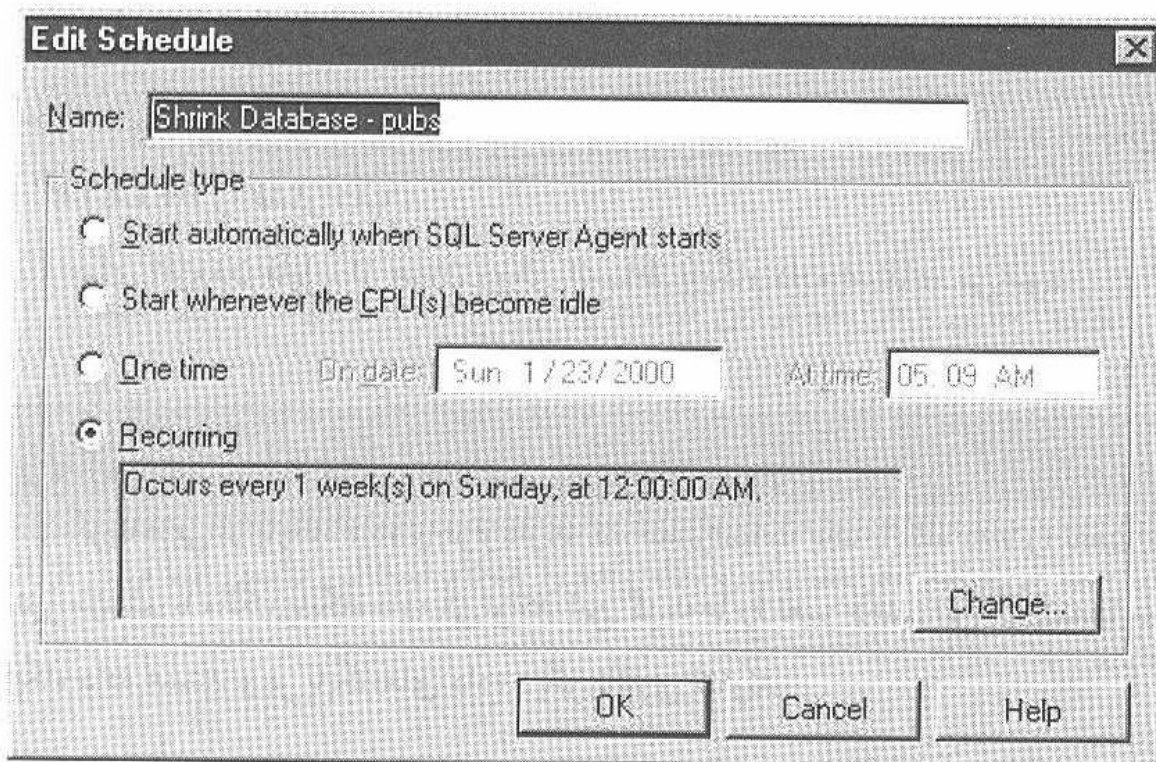 Edit Schedule
Name: Shrink Database - pubs
Schedule type
Start automatically when SQL Server Agent starts
Start whenever the CPU(s) become idle
One time On date: Sun 1/23/2000 At time: 05:09 AM
Recurring
Occurs every 1 week(s) on Sunday, at 12:00:00 AM.
Change...
OK Cancel Help